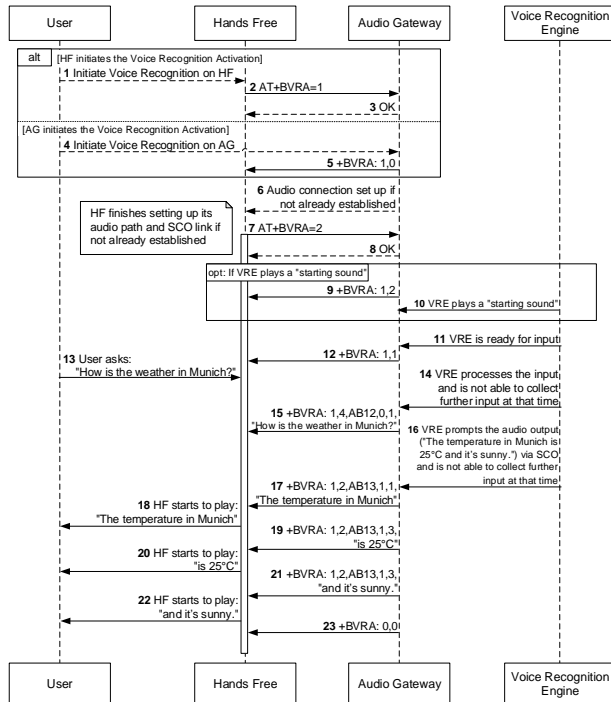 User
Hands Free
Audio Gateway
Voice Recognition
Engine
alt
[HF initiates the Voice Recognition Activation]
1 Initiate Voice Recognition on HF
2 AT+BVRA=1
3 OK
[AG initiates the Voice Recognition Activation]
4 Initiate Voice Recognition on AG
5 +BVRA: 1,0
6 Audio connection set up if
not already established
HF finishes setting up its
audio path and SCO link if
not already established
7 AT+BVRA=2
8 OK
opt: If VRE plays a "starting sound"
9 +BVRA: 1,2
10 VRE plays a "starting sound"
11 VRE is ready for input
12 +BVRA: 1,1
13 User asks:
"How is the weather in Munich?"
14 VRE processes the input
and is not able to collect
further input at that time
15 +BVRA: 1,4,AB12,0,1,
"How is the weather in Munich?"
16 VRE prompts the audio output
("The temperature in Munich is
25°C and it's sunny.") via SCO
and is not able to collect further
input at that time
17 +BVRA: 1,2,AB13,1,1,
"The temperature in Munich"
18 HF starts to play:
"The temperature in Munich"
19 +BVRA: 1,2,AB13,1,3,
"is 25°C"
20 HF starts to play:
"is 25°C"
21 +BVRA: 1,2,AB13,1,3,
"and it's sunny."
22 HF starts to play:
"and it's sunny."
23 +BVRA: 0,0
User
Hands Free
Audio Gateway
Voice Recognition
Engine